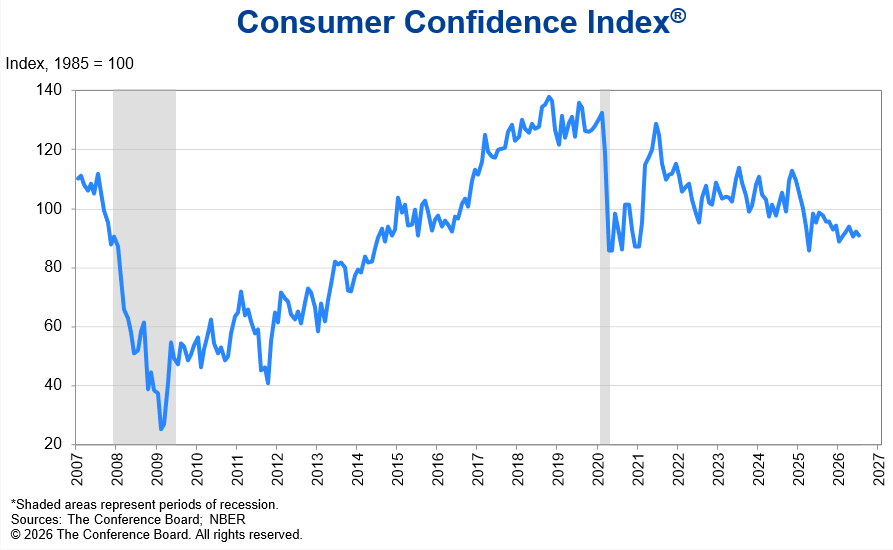 Consumer Confidence Index®
Index, 1985 = 100
140
120
100
80
60
40
20
2007 2008 2009 2010 2011 2012 2013 2014 2015 2016 2017 2018 2019 2020 2021 2022 2023 2024 2025 2026 2027
*Shaded areas represent periods of recession.
Sources: The Conference Board; NBER
© 2026 The Conference Board. All rights reserved.